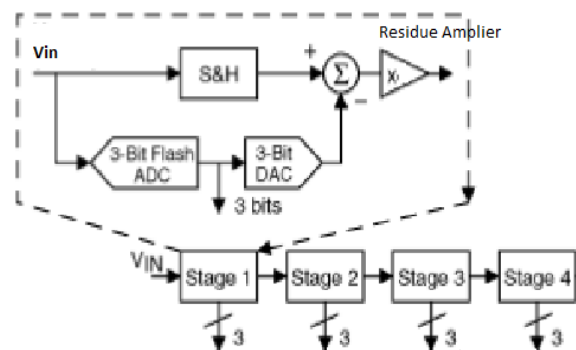 Residue Amplier
Vin
S&H
+
Σ
−
3-Bit Flash
ADC
3-Bit
DAC
3 bits
VIN
Stage 1
Stage 2
Stage 3
Stage 4
3
3
3
3